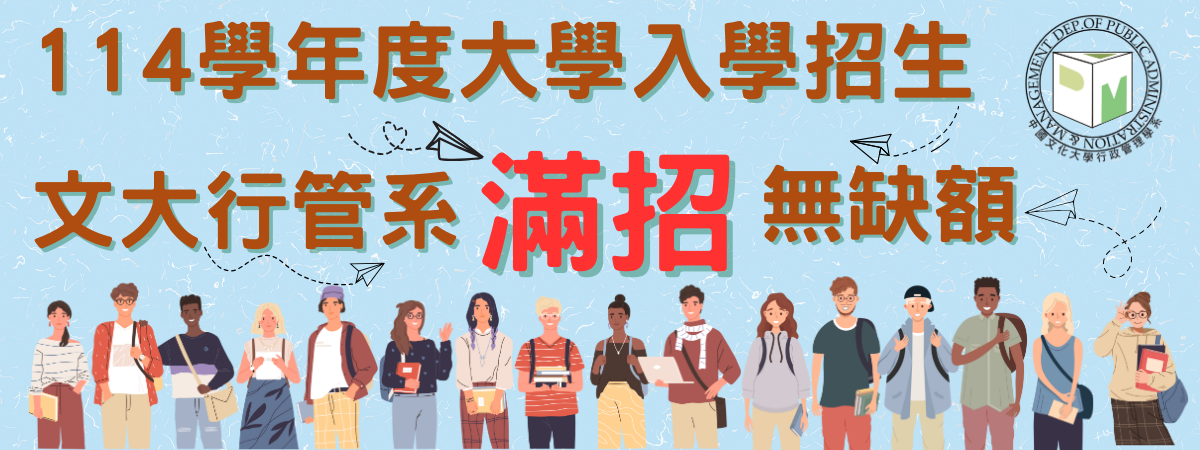 114學年度大學入學招生
文大行管系 滿招 無缺額
DEP.OF PUBLIC ADMINISTRATION & MANAGEMENT
中國文化大學行政管理學系